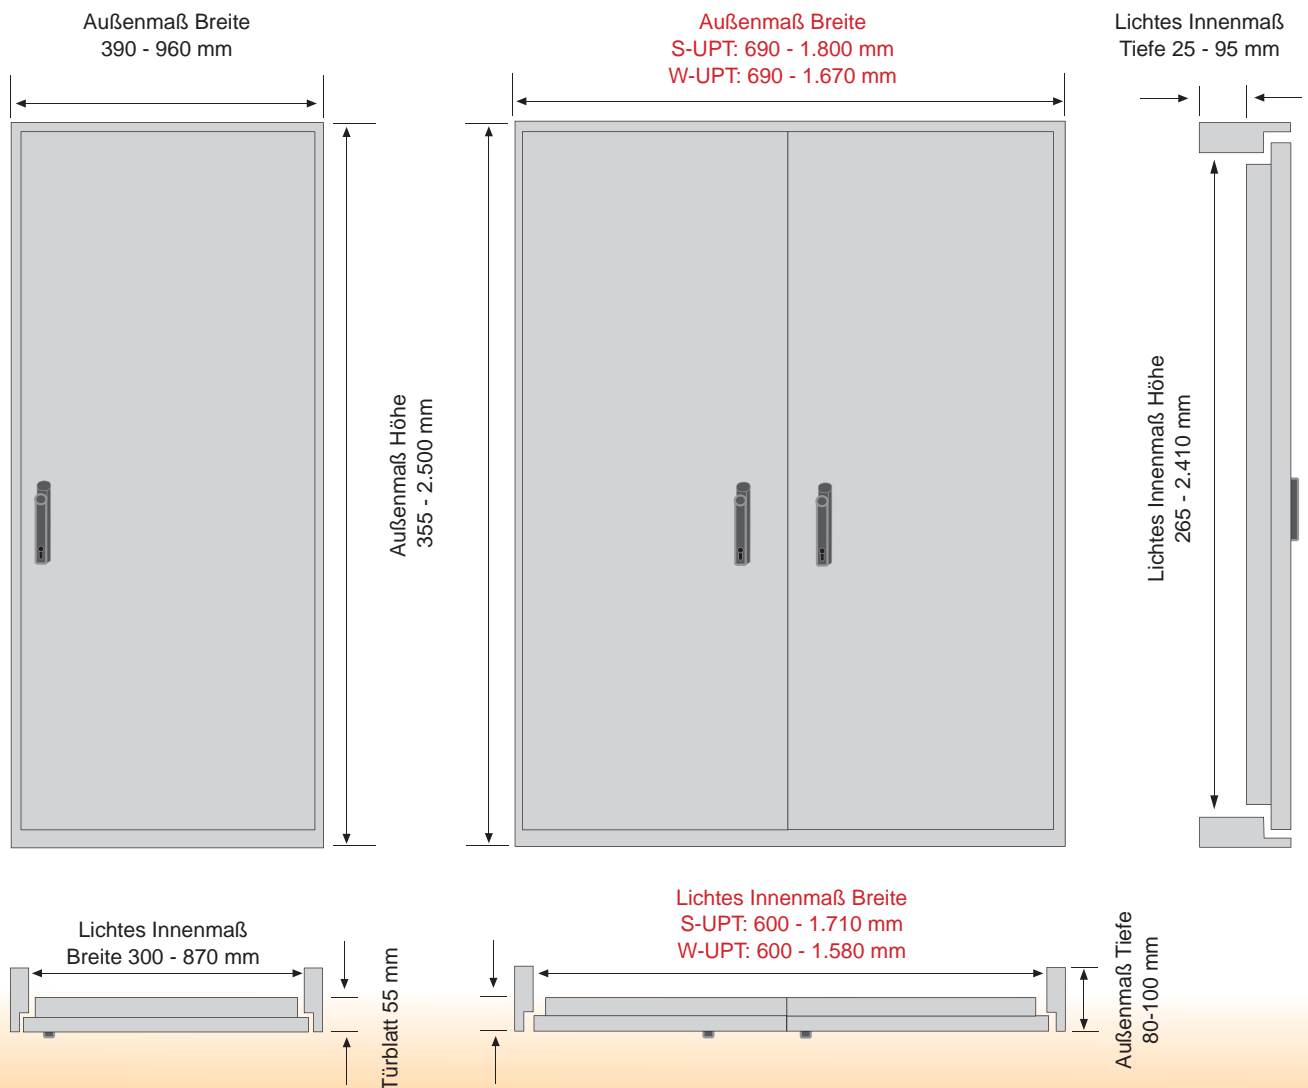 Außenmaß Breite
390 - 960 mm
Außenmaß Breite
S-UPT: 690 - 1.800 mm
W-UPT: 690 - 1.670 mm
Lichtes Innenmaß
Tiefe 25 - 95 mm
Außenmaß Höhe
355 - 2.500 mm
Lichtes Innenmaß Höhe
265 - 2.410 mm
Lichtes Innenmaß
Breite 300 - 870 mm
Türblatt 55 mm
Lichtes Innenmaß Breite
S-UPT: 600 - 1.710 mm
W-UPT: 600 - 1.580 mm
Außenmaß Tiefe
80-100 mm